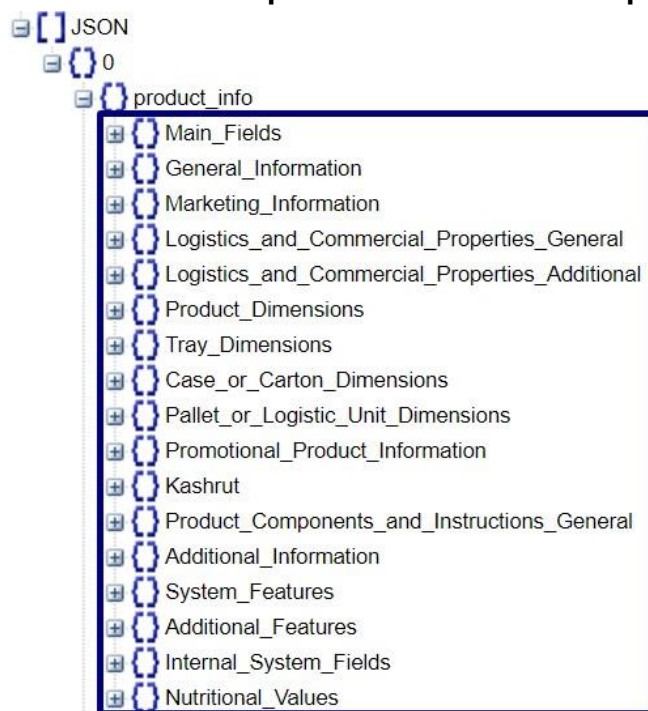 JSON
0
product_info
Main_Fields
General_Information
Marketing_Information
Logistics_and_Commercial_Properties_General
Logistics_and_Commercial_Properties_Additional
Product_Dimensions
Tray_Dimensions
Case_or_Carton_Dimensions
Pallet_or_Logistic_Unit_Dimensions
Promotional_Product_Information
Kashrut
Product_Components_and_Instructions_General
Additional_Information
System_Features
Additional_Features
Internal_System_Fields
Nutritional_Values